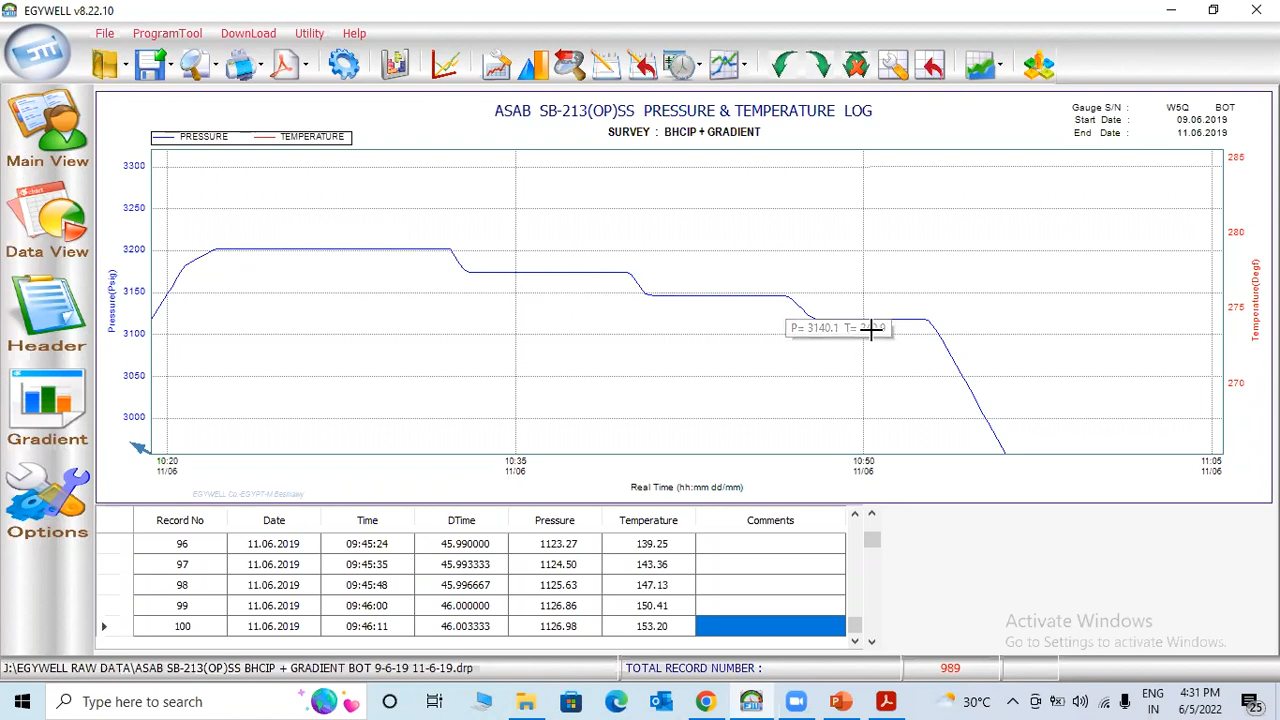 EGYWELL v8.22.10
File ProgramTool DownLoad Utility Help
Main View
Data View
Header
Gradient
Options
ASAB SB-213(OP)SS PRESSURE & TEMPERATURE LOG
SURVEY : BHCIP + GRADIENT
Gauge S/N : W5Q BOT
Start Date : 09.06.2019
End Date : 11.06.2019
PRESSURE TEMPERATURE
3300
3250
3200
3150
3100
3050
3000
Pressure(Psig)
285
280
275
270
Temperature(Degf)
P= 3140.1 T=
10:20 10:35 10:50 11:05
11/06 11/06 11/06 11/06
Real Time (hh:mm dd/mm)
EGYWELL Co.-EGYPT-M.Besniawy
Record No Date Time DTime Pressure Temperature Comments
96 11.06.2019 09:45:24 45.990000 1123.27 139.25
97 11.06.2019 09:45:35 45.993333 1124.50 143.36
98 11.06.2019 09:45:48 45.996667 1125.63 147.13
99 11.06.2019 09:46:00 46.000000 1126.86 150.41
100 11.06.2019 09:46:11 46.003333 1126.98 153.20
Activate Windows
Go to Settings to activate Windows.
J:\EGYWELL RAW DATA\ASAB SB-213(OP)SS BHCIP + GRADIENT BOT 9-6-19 11-6-19.drp TOTAL RECORD NUMBER : 989
Type here to search
30°C
ENG
IN
4:31 PM
6/5/2022
25